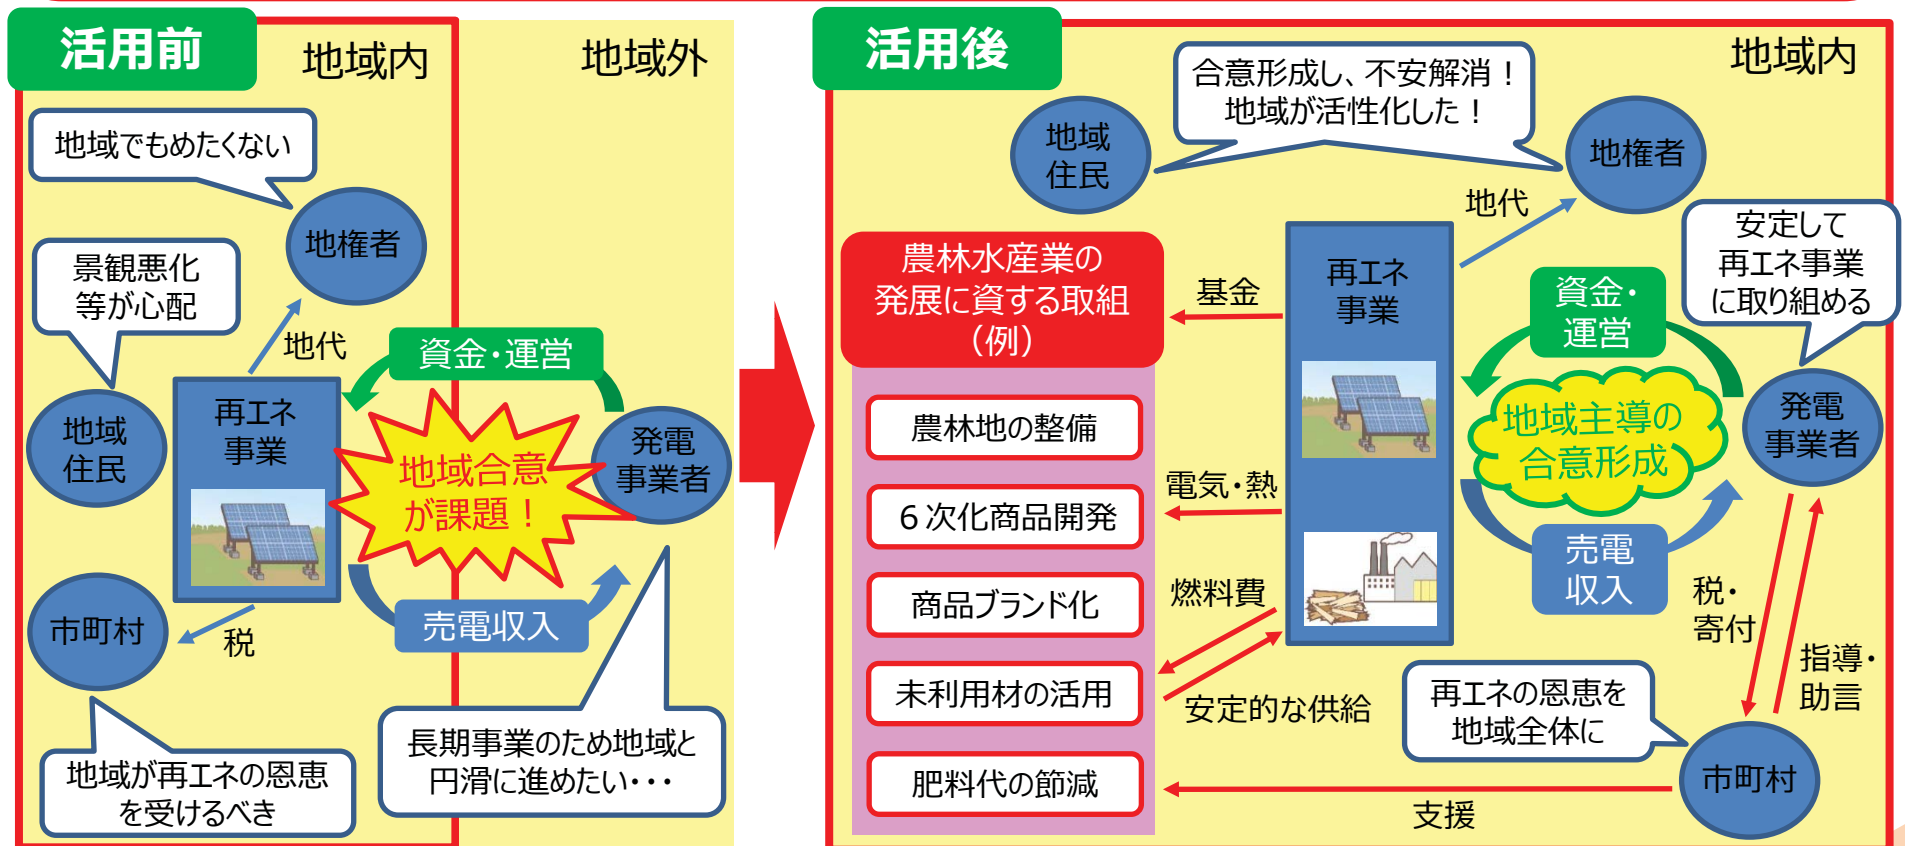 活用前
地域内
地域外
地域でもめたくない
地権者
景観悪化
等が心配
地代
資金・運営
地域
住民
再エネ
事業
地域合意
が課題！
発電
事業者
市町村
税
売電収入
地域が再エネの恩恵
を受けるべき
長期事業のため地域と
円滑に進めたい・・・
活用後
地域内
合意形成し、不安解消！
地域が活性化した！
地域
住民
地権者
地代
農林水産業の
発展に資する取組
（例）
基金
再エネ
事業
資金・
運営
安定して
再エネ事業
に取り組める
農林地の整備
地域主導の
合意形成
発電
事業者
電気・熱
６次化商品開発
売電
収入
燃料費
商品ブランド化
税・
寄付
指導・
助言
未利用材の活用
安定的な供給
再エネの恩恵を
地域全体に
肥料代の節減
支援
市町村